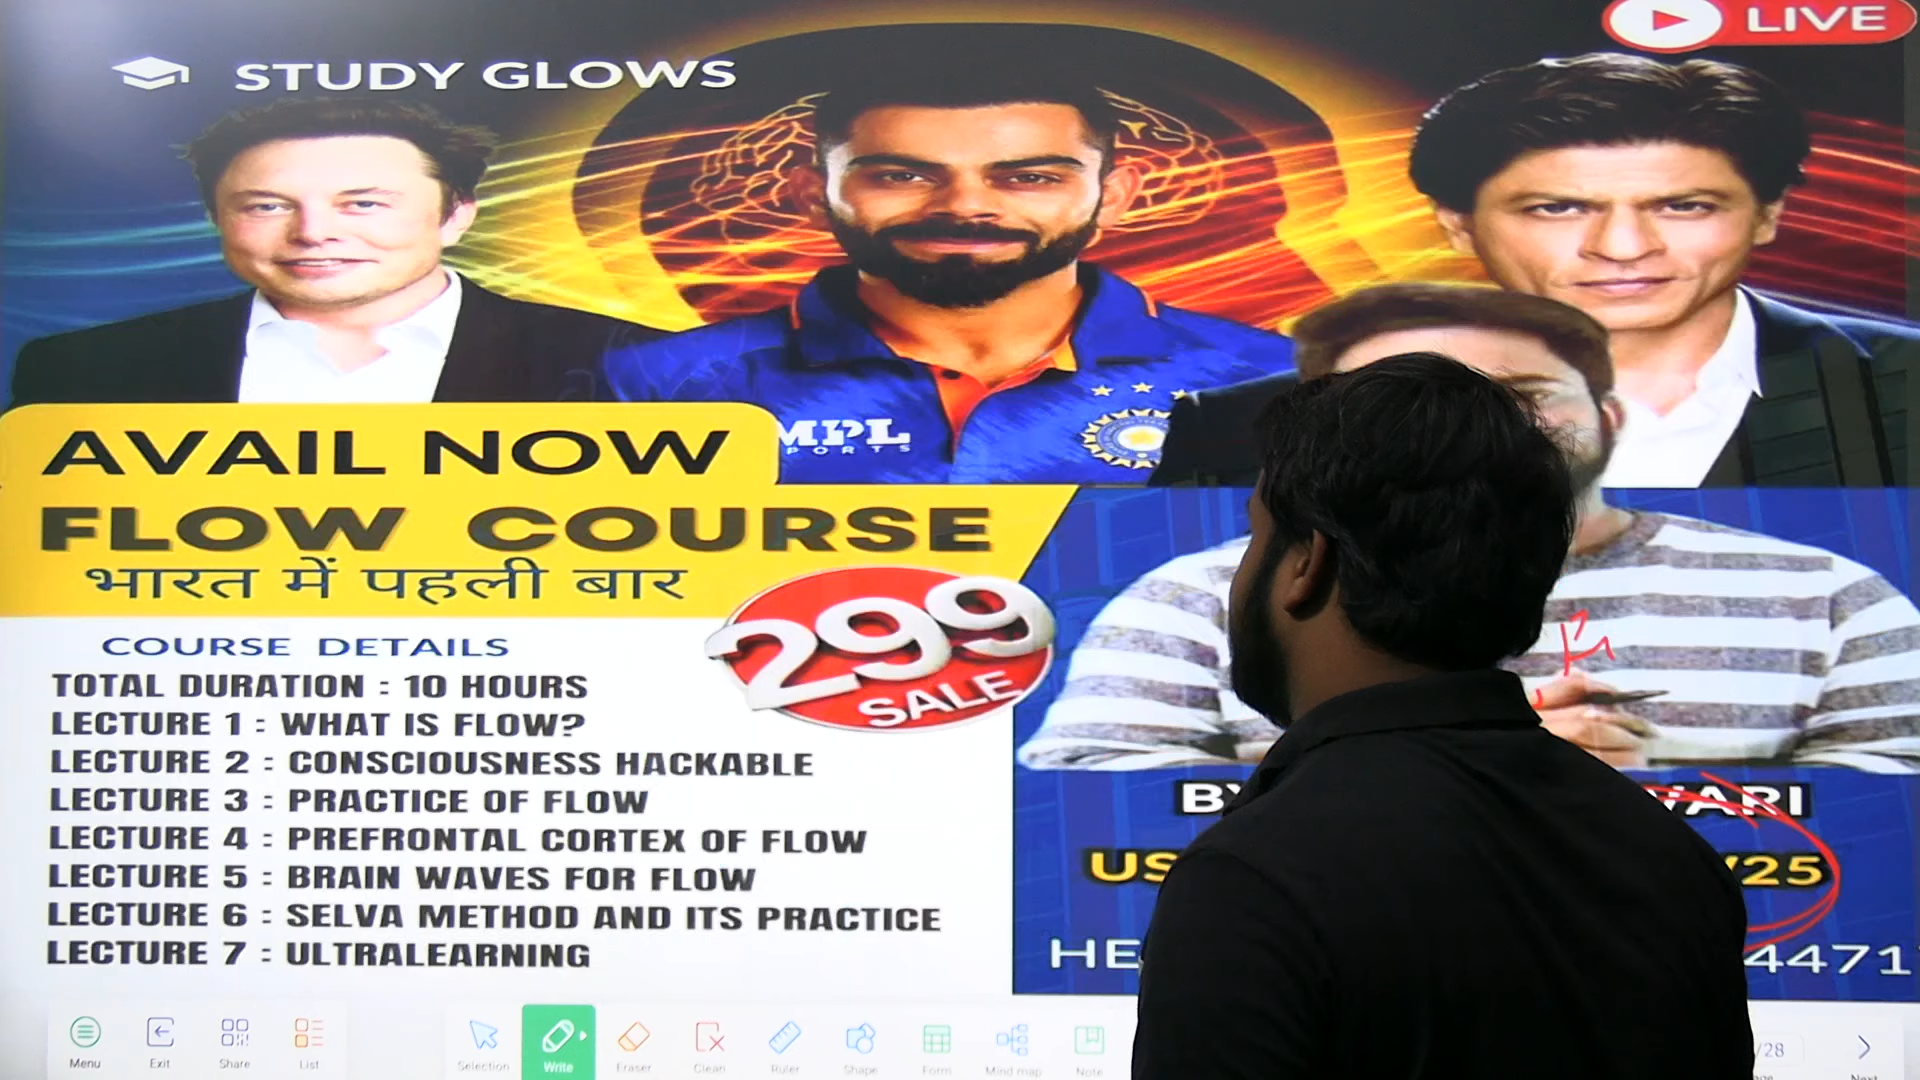 LIVE
STUDY GLOWS
MPL
SPORTS
AVAIL NOW
FLOW COURSE
भारत में पहली बार
299
SALE
COURSE DETAILS
TOTAL DURATION : 10 HOURS
LECTURE 1 : WHAT IS FLOW?
LECTURE 2 : CONSCIOUSNESS HACKABLE
LECTURE 3 : PRACTICE OF FLOW
LECTURE 4 : PREFRONTAL CORTEX OF FLOW
LECTURE 5 : BRAIN WAVES FOR FLOW
LECTURE 6 : SELVA METHOD AND ITS PRACTICE
LECTURE 7 : ULTRALEARNING
4471
Menu Exit Share List Selection Write Eraser Clean Ruler Shape Form Mind map Note /28 Next